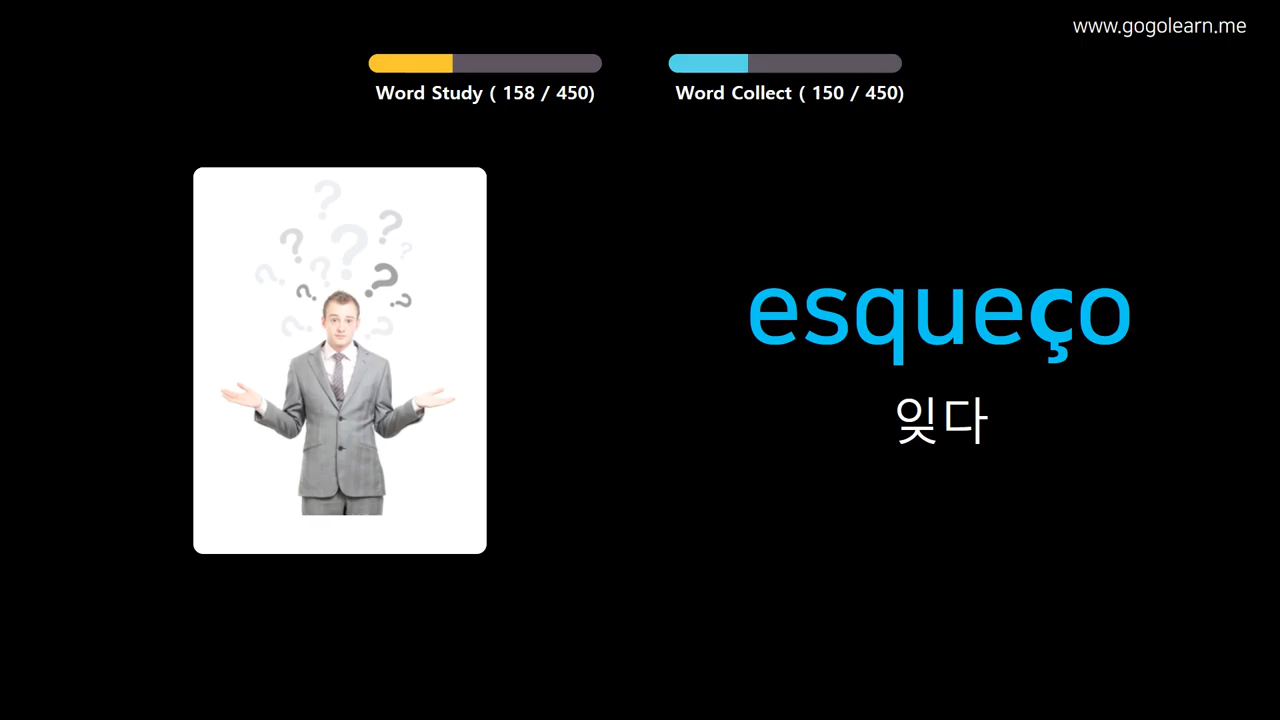 www.gogolearn.me
Word Study ( 158 / 450)
Word Collect ( 150 / 450)
? ? ? ? ? ? ? ? ? ? ? ?
esqueço
잊다